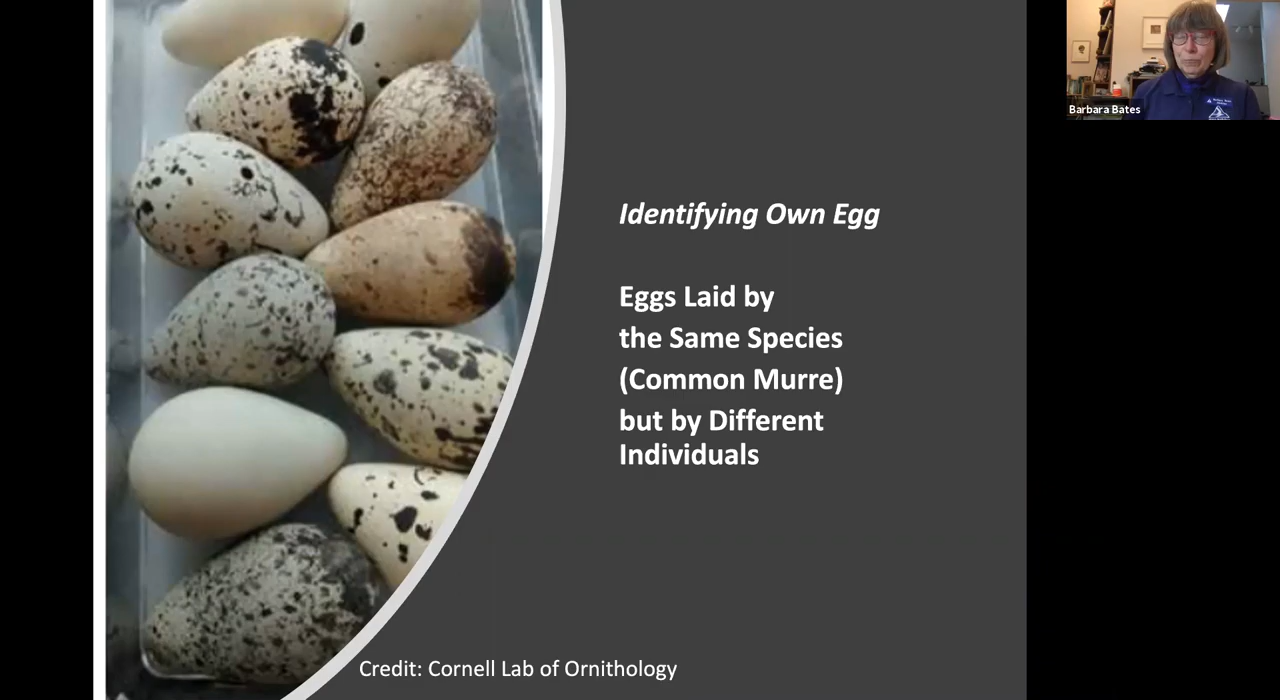 Identifying Own Egg
Eggs Laid by
the Same Species
(Common Murre)
but by Different
Individuals
Credit: Cornell Lab of Ornithology
Barbara Bates